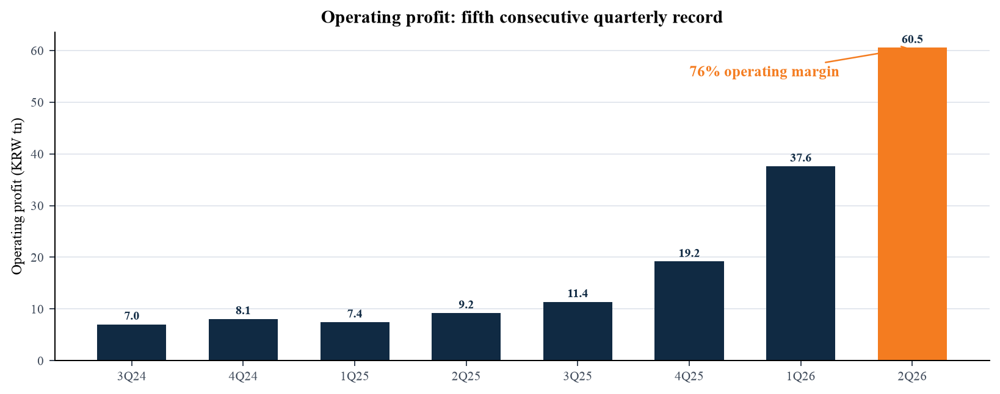 Operating profit: fifth consecutive quarterly record
Operating profit (KRW tn)
60
50
40
30
20
10
0
7.0
8.1
7.4
9.2
11.4
19.2
37.6
60.5
76% operating margin
3Q24
4Q24
1Q25
2Q25
3Q25
4Q25
1Q26
2Q26